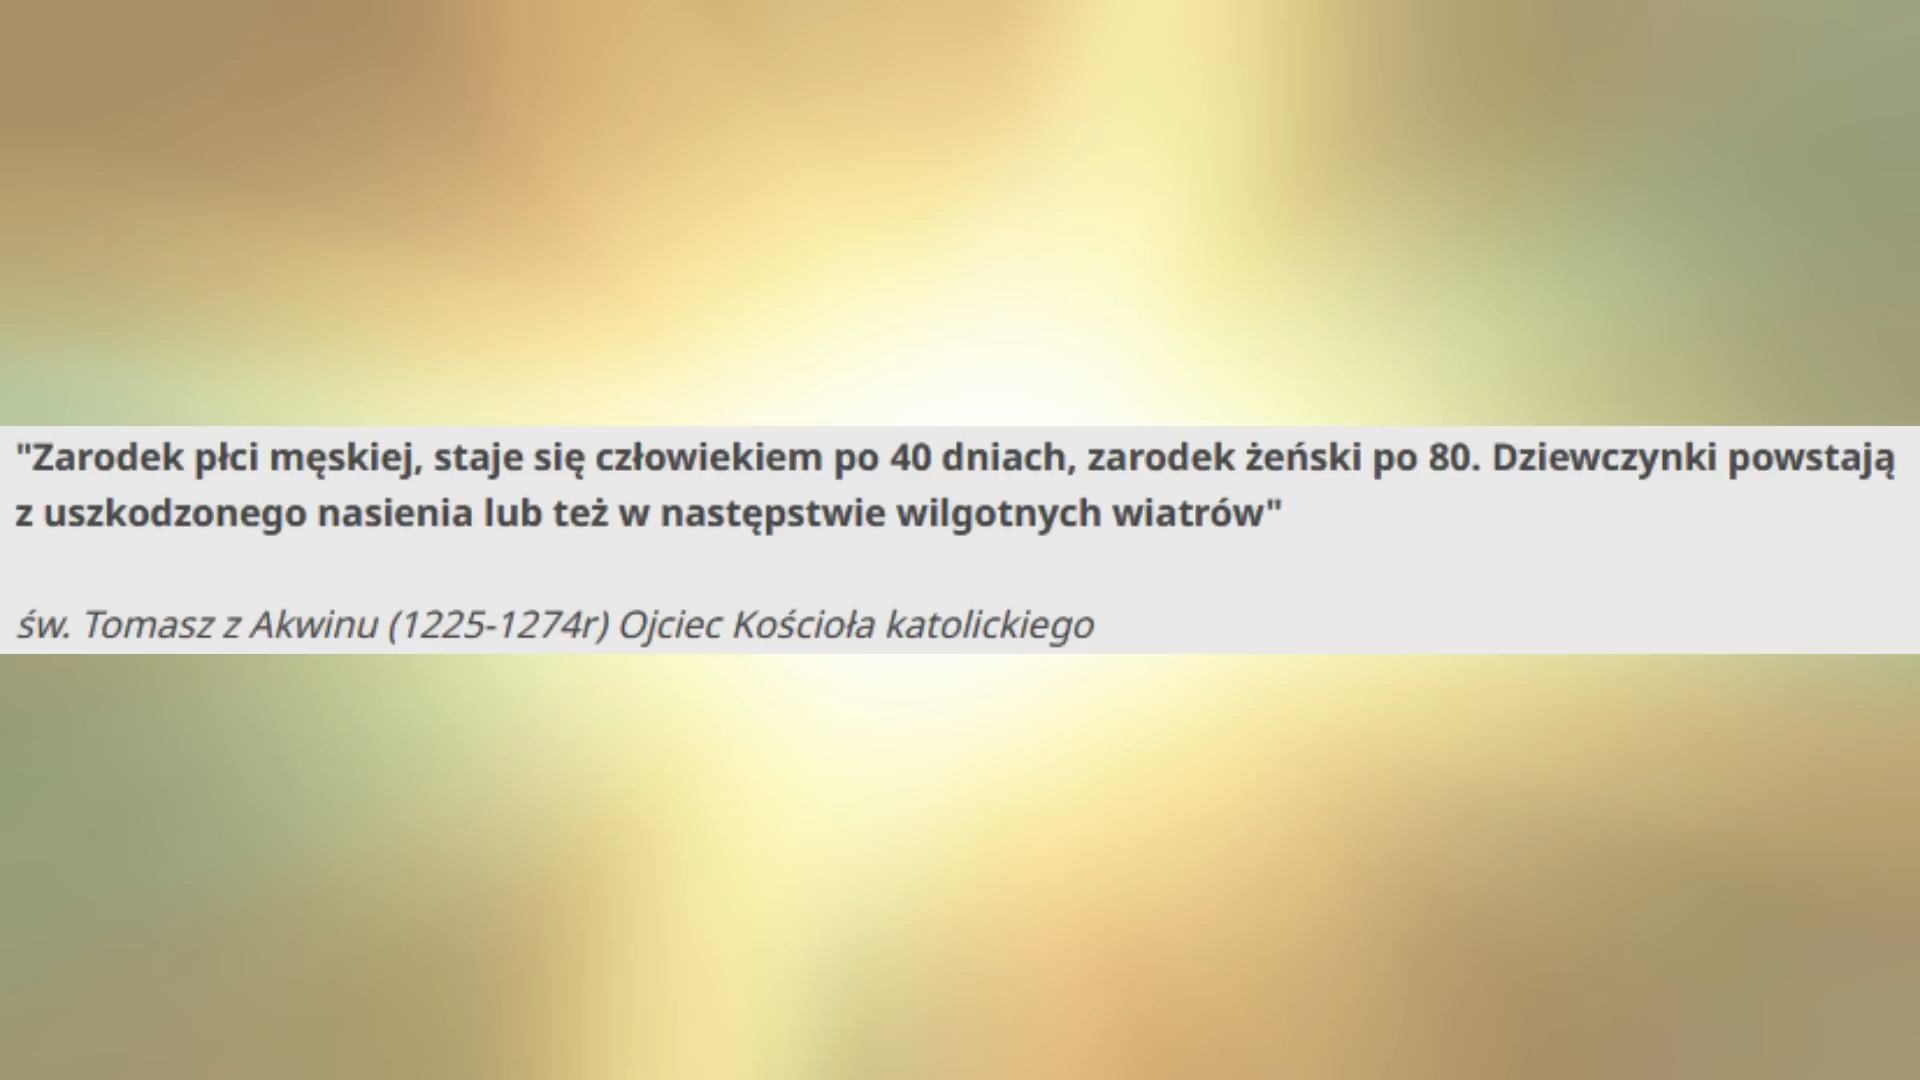 "Zarodek płci męskiej, staje się człowiekiem po 40 dniach, zarodek żeński po 80. Dziewczynki powstają
z uszkodzonego nasienia lub też w następstwie wilgotnych wiatrów"
św. Tomasz z Akwinu (1225-1274r) Ojciec Kościoła katolickiego